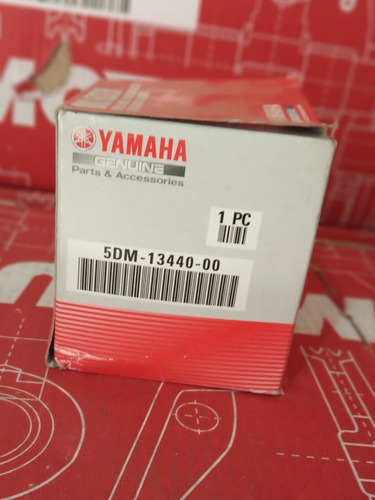 YAMAHA
GENUINE
Parts & Accessories
1 PC
5DM-13440-00